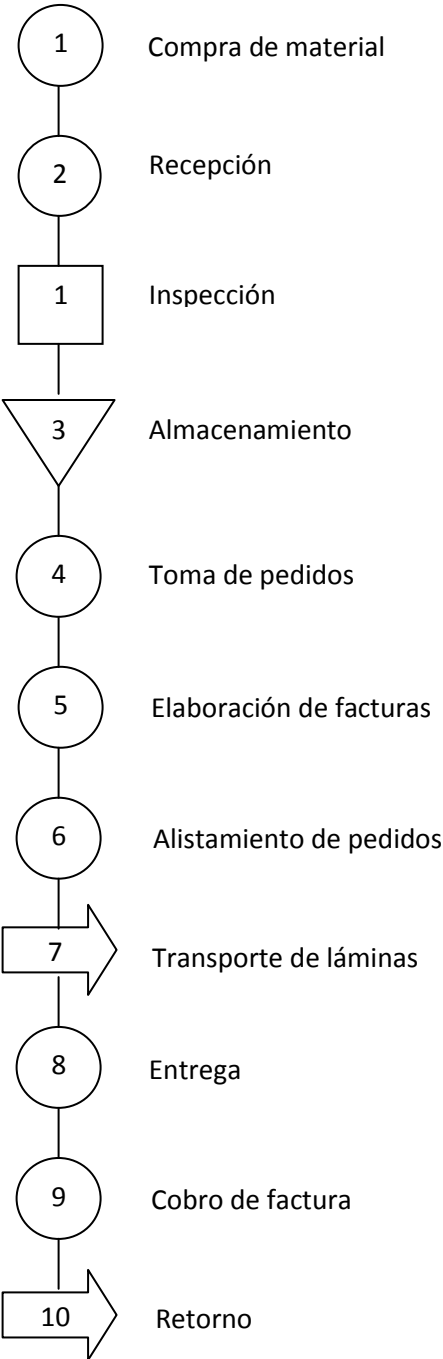 1 Compra de material
2 Recepción
1 Inspección
3 Almacenamiento
4 Toma de pedidos
5 Elaboración de facturas
6 Alistamiento de pedidos
7 Transporte de láminas
8 Entrega
9 Cobro de factura
10 Retorno